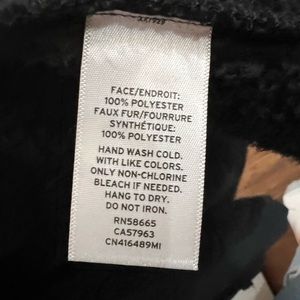 FACE/ENDROIT:
100% POLYESTER
FAUX FUR/FOURRURE
SYNTHÉTIQUE:
100% POLYESTER
HAND WASH COLD.
WITH LIKE COLORS.
ONLY NON-CHLORINE
BLEACH IF NEEDED.
HANG TO DRY.
DO NOT IRON.
RN58665
CA57963
CN416489MI